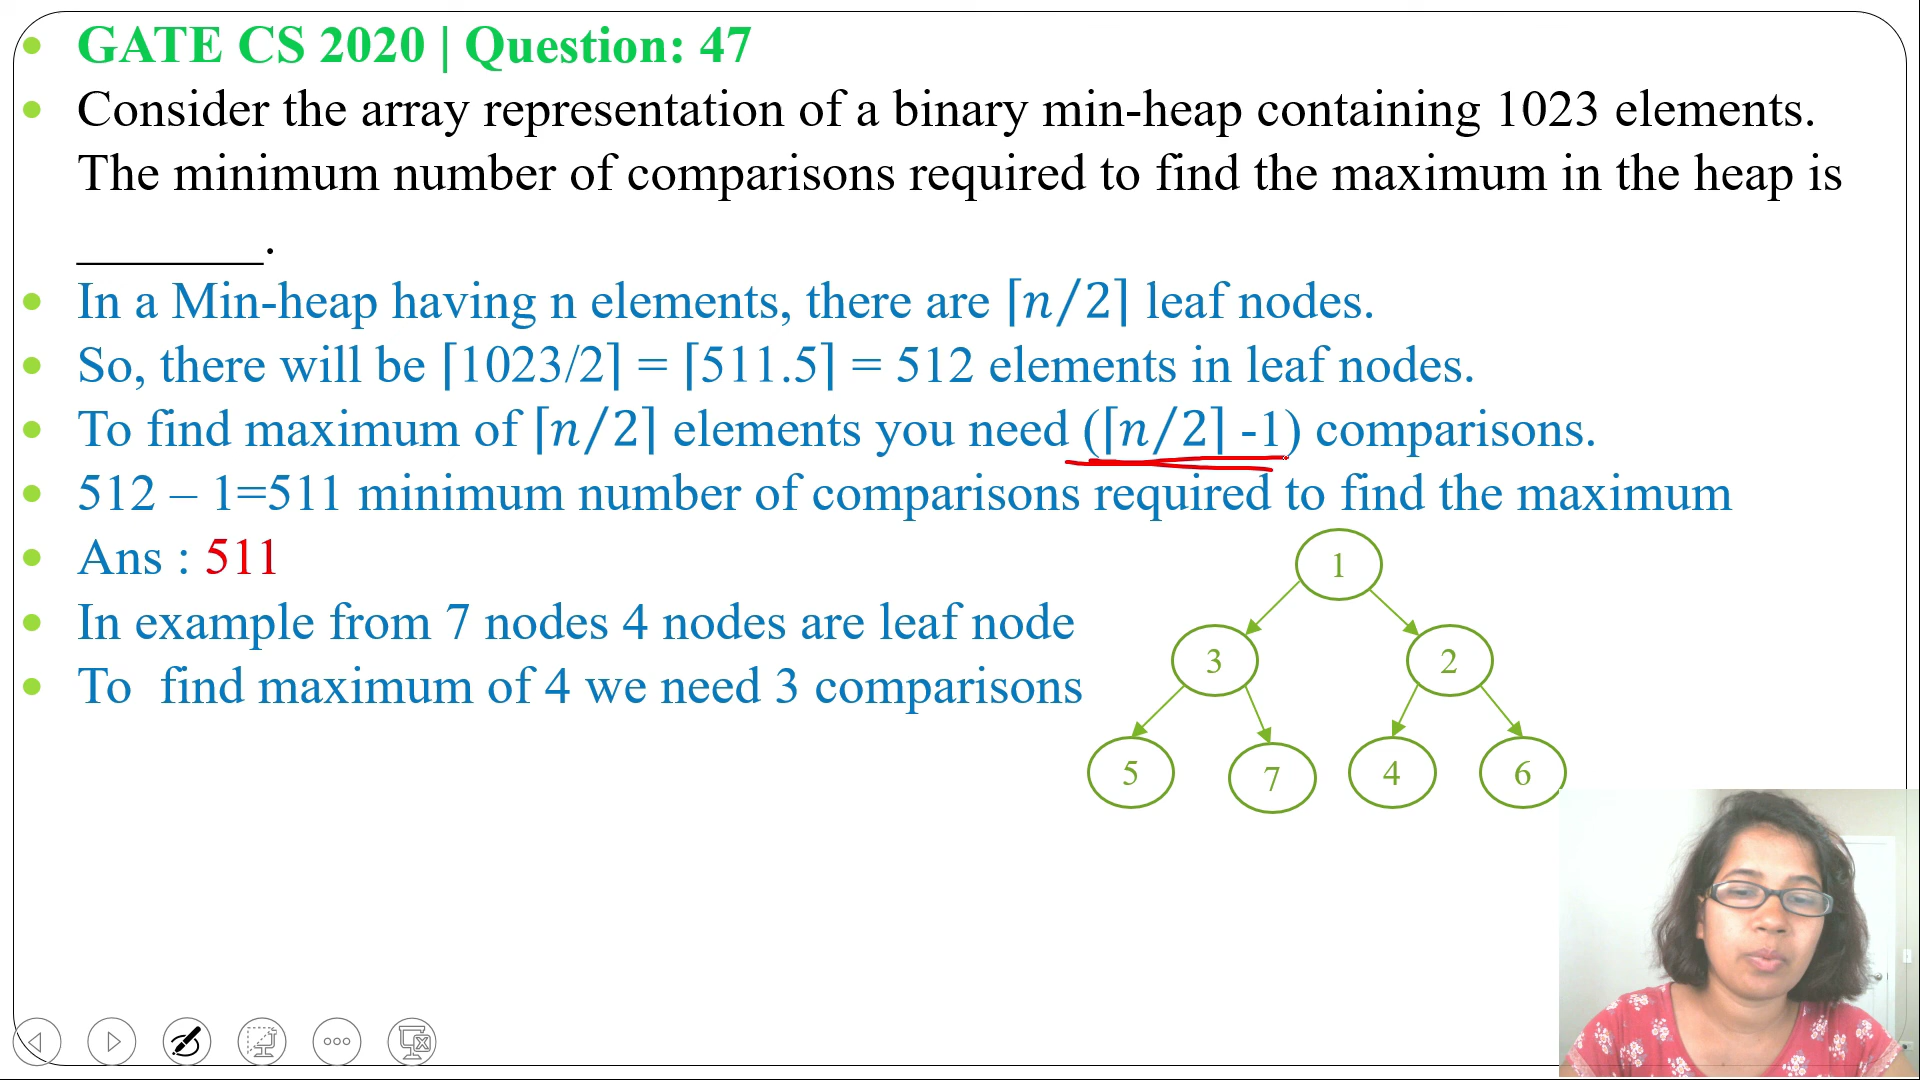 GATE CS 2020 | Question: 47
Consider the array representation of a binary min-heap containing 1023 elements.
The minimum number of comparisons required to find the maximum in the heap is
_______.
In a Min-heap having n elements, there are ⌈n/2⌉ leaf nodes.
So, there will be ⌈1023/2⌉ = ⌈511.5⌉ = 512 elements in leaf nodes.
To find maximum of ⌈n/2⌉ elements you need (⌈n/2⌉ -1) comparisons.
512 – 1=511 minimum number of comparisons required to find the maximum
Ans : 511
In example from 7 nodes 4 nodes are leaf node
To  find maximum of 4 we need 3 comparisons
1
3 2
5 7 4 6